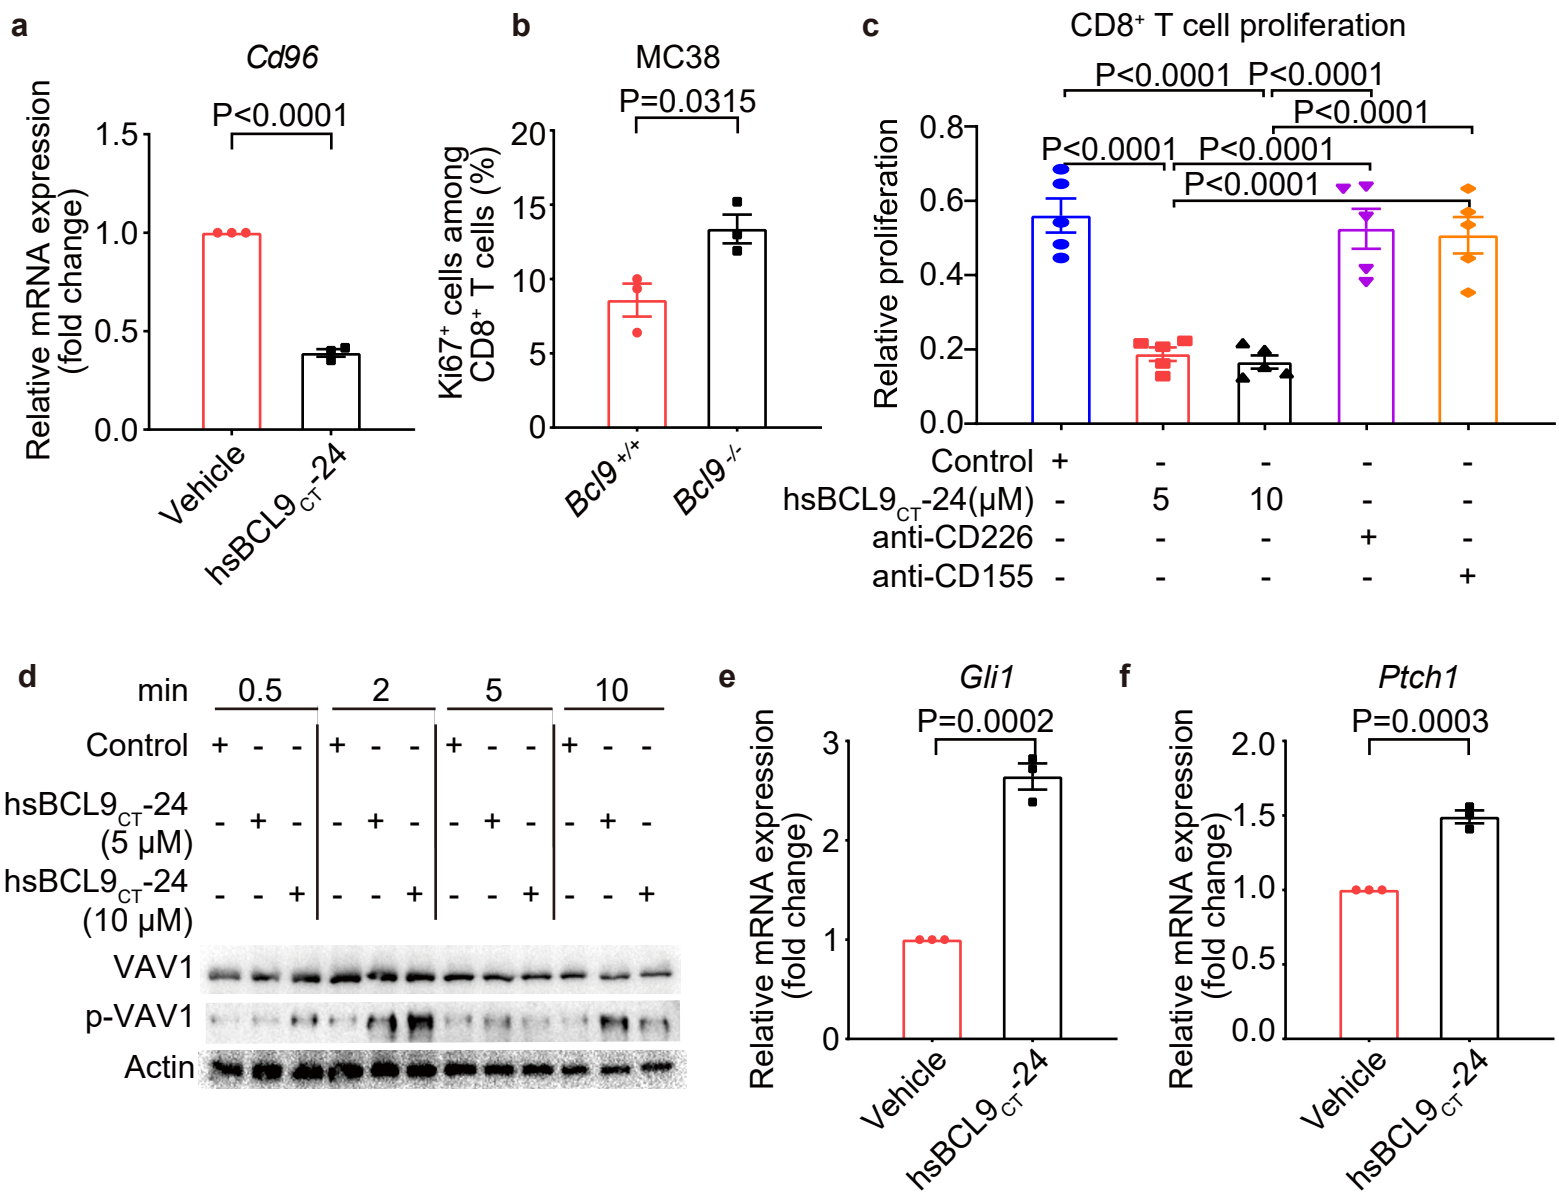 a
Cd96
P<0.0001
Relative mRNA expression
(fold change)
1.5
1.0
0.5
0.0
Vehicle
hsBCL9CT-24
b
MC38
P=0.0315
Ki67+ cells among
CD8+ T cells (%)
20
15
10
5
0
Bcl9+/+
Bcl9-/-
c
CD8+ T cell proliferation
P<0.0001 P<0.0001
P<0.0001
P<0.0001 P<0.0001
P<0.0001
Relative proliferation
0.8
0.6
0.4
0.2
0.0
Control + - - - -
hsBCL9CT-24(μM) - 5 10 - -
anti-CD226 - - - + -
anti-CD155 - - - - +
d
min 0.5 2 5 10
Control + - - + - - + - - + - -
hsBCL9CT-24
(5 μM) - + - - + - - + - - + -
hsBCL9CT-24
(10 μM) - - + - - + - - + - - +
VAV1
p-VAV1
Actin
e
Gli1
P=0.0002
Relative mRNA expression
(fold change)
3
2
1
0
Vehicle
hsBCL9CT-24
f
Ptch1
P=0.0003
Relative mRNA expression
(fold change)
2.0
1.5
1.0
0.5
0.0
Vehicle
hsBCL9CT-24